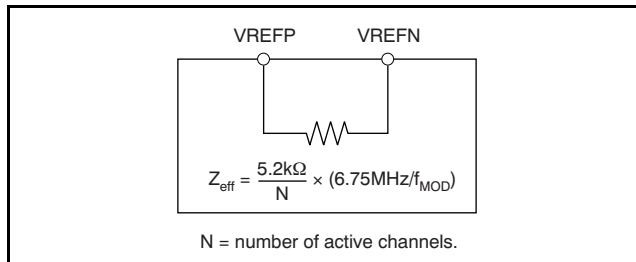 VREFP VREFN
Z_eff = 5.2kΩ/N × (6.75MHz/f_MOD)
N = number of active channels.